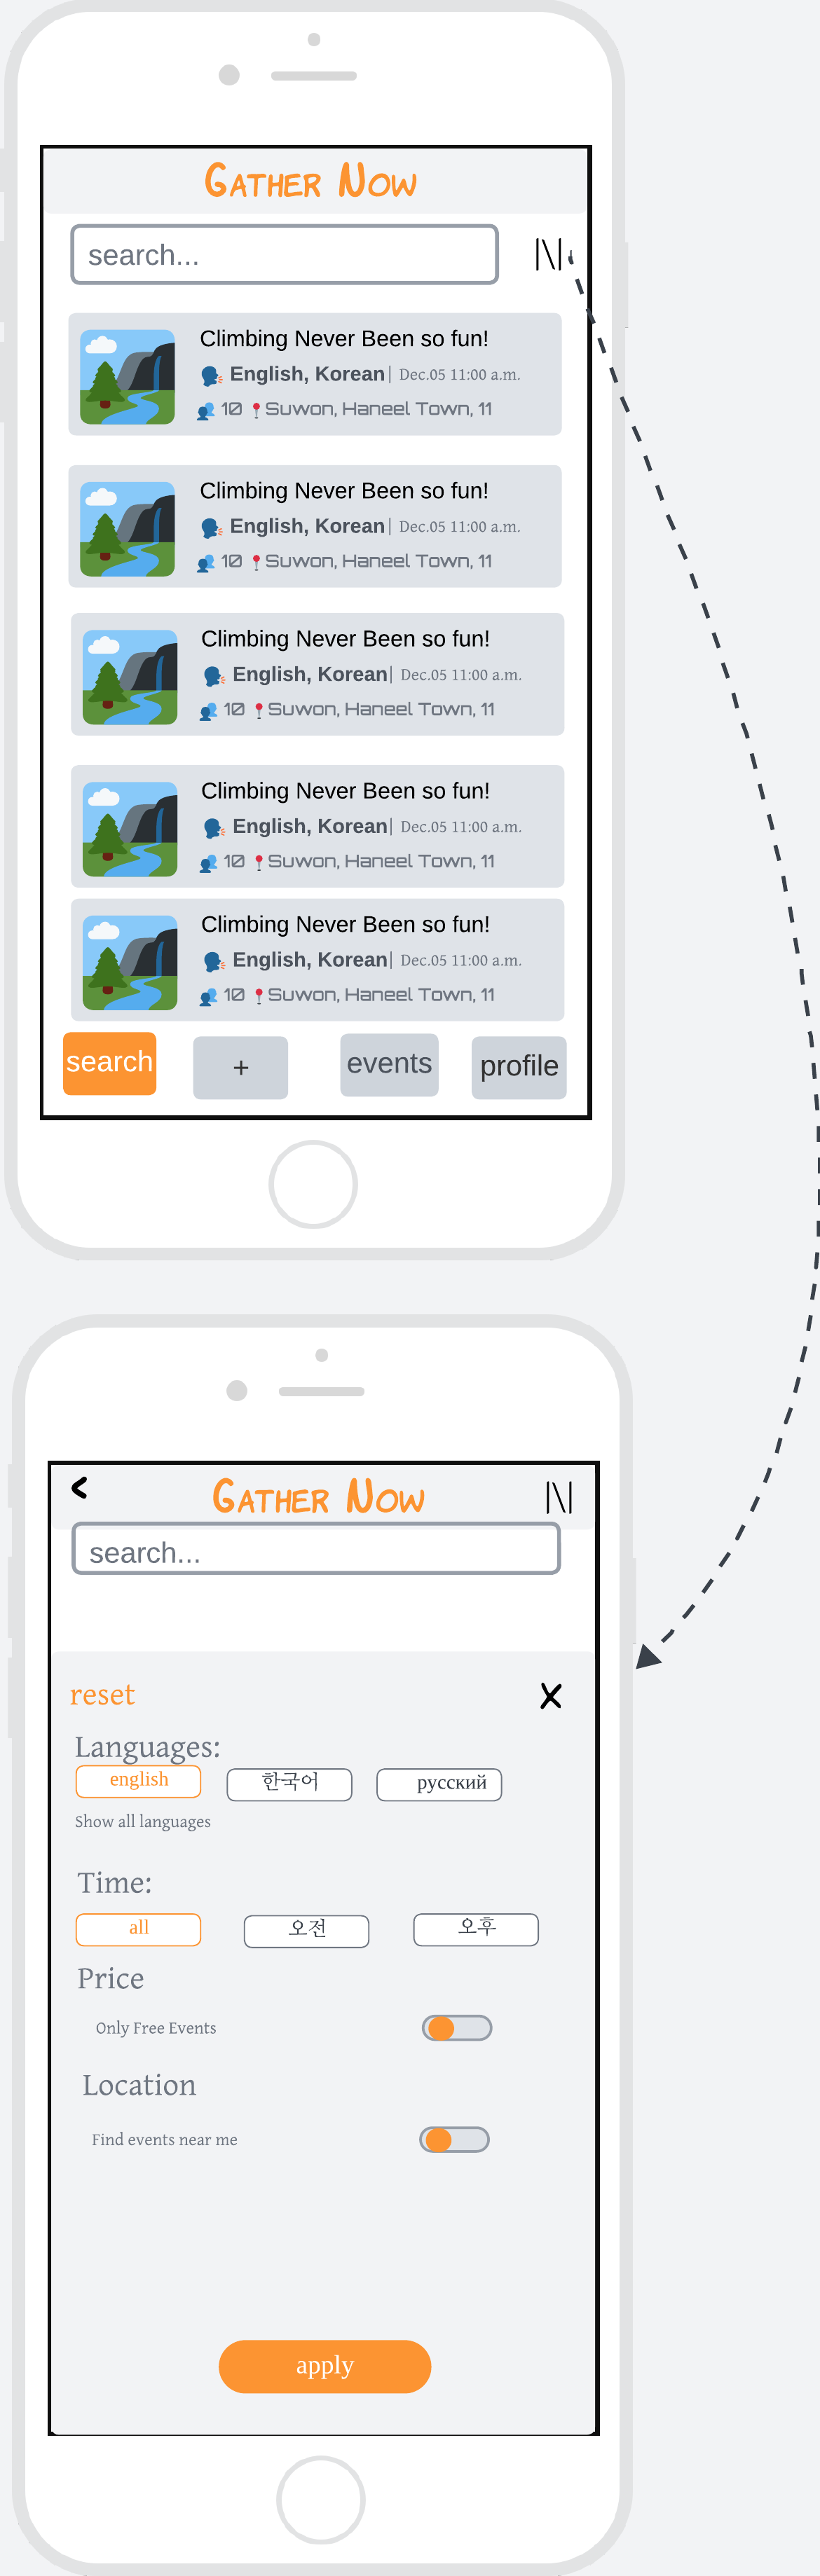 Gather Now
search...
Climbing Never Been so fun!
English, Korean| Dec.05 11:00 a.m.
10 Suwon, Haneel Town, 11
Climbing Never Been so fun!
English, Korean| Dec.05 11:00 a.m.
10 Suwon, Haneel Town, 11
Climbing Never Been so fun!
English, Korean| Dec.05 11:00 a.m.
10 Suwon, Haneel Town, 11
Climbing Never Been so fun!
English, Korean| Dec.05 11:00 a.m.
10 Suwon, Haneel Town, 11
Climbing Never Been so fun!
English, Korean| Dec.05 11:00 a.m.
10 Suwon, Haneel Town, 11
search + events profile
< Gather Now
search...
reset X
Languages:
english 한국어 русский
Show all languages
Time:
all 오전 오후
Price
Only Free Events
Location
Find events near me
apply